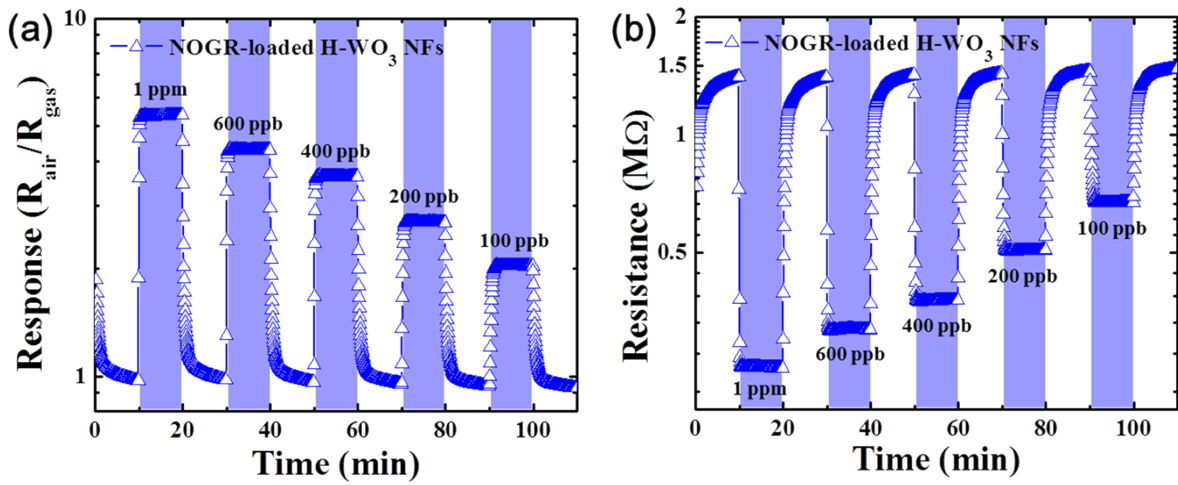 (a)
10
NOGR-loaded H-WO3 NFs
1 ppm
600 ppb
400 ppb
200 ppb
100 ppb
1
Response (Rair/Rgas)
0 20 40 60 80 100
Time (min)
(b)
2
NOGR-loaded H-WO3 NFs
1.5
1
0.5
100 ppb
200 ppb
400 ppb
600 ppb
1 ppm
Resistance (MΩ)
0 20 40 60 80 100
Time (min)